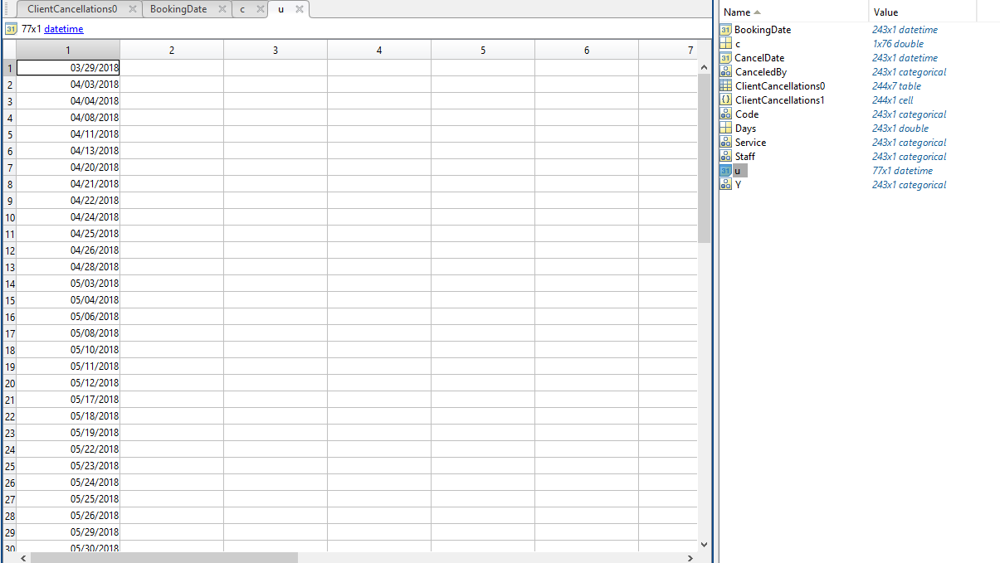 ClientCancellations0 BookingDate c u
77x1 datetime
1 2 3 4 5 6 7
1 03/29/2018
2 04/03/2018
3 04/04/2018
4 04/08/2018
5 04/11/2018
6 04/13/2018
7 04/20/2018
8 04/21/2018
9 04/22/2018
10 04/24/2018
11 04/25/2018
12 04/26/2018
13 04/28/2018
14 05/03/2018
15 05/04/2018
16 05/06/2018
17 05/08/2018
18 05/10/2018
19 05/11/2018
20 05/12/2018
21 05/17/2018
22 05/18/2018
23 05/19/2018
24 05/22/2018
25 05/23/2018
26 05/24/2018
27 05/25/2018
28 05/26/2018
29 05/29/2018
30 05/30/2018
Name Value
BookingDate 243x1 datetime
c 1x76 double
CancelDate 243x1 datetime
CanceledBy 243x1 categorical
ClientCancellations0 244x7 table
ClientCancellations1 244x1 cell
Code 243x1 categorical
Days 243x1 double
Service 243x1 categorical
Staff 243x1 categorical
u 77x1 datetime
Y 243x1 categorical